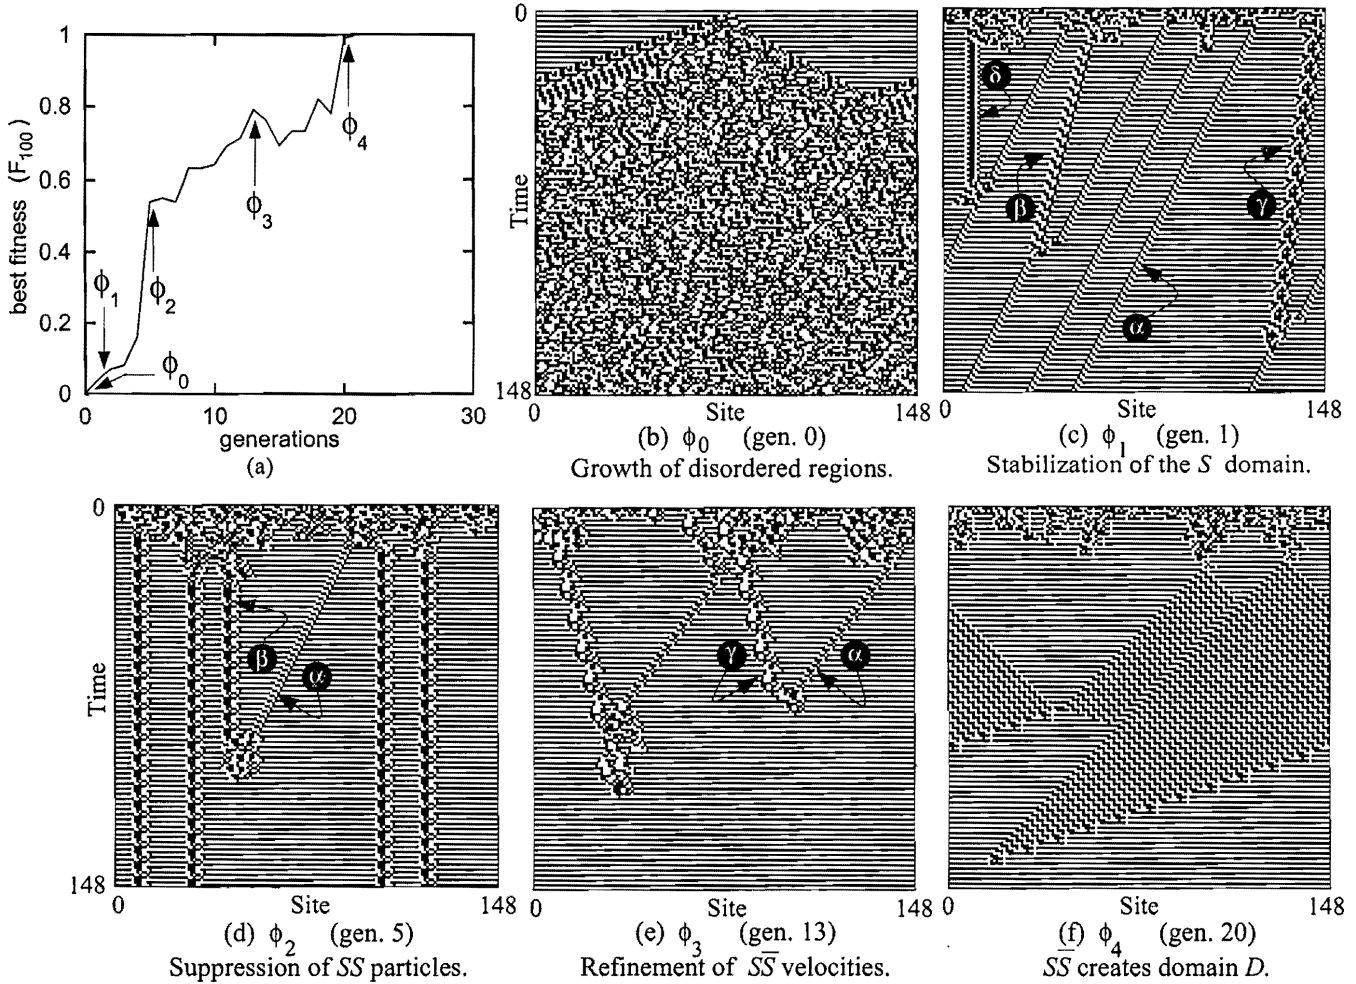 best fitness (F100)
1
0.8
0.6
0.4
0.2
0
ϕ1
ϕ0
ϕ2
ϕ3
ϕ4
0 10 20 30
generations
(a)
0
Time
148
0 Site 148
(b) ϕ0 (gen. 0)
Growth of disordered regions.
δ
β
γ
α
0 Site 148
(c) ϕ1 (gen. 1)
Stabilization of the S domain.
0
Time
148
β
α
0 Site 148
(d) ϕ2 (gen. 5)
Suppression of SS particles.
γ
α
0 Site 148
(e) ϕ3 (gen. 13)
Refinement of SS̅ velocities.
0 Site 148
(f) ϕ4 (gen. 20)
SS̅ creates domain D.